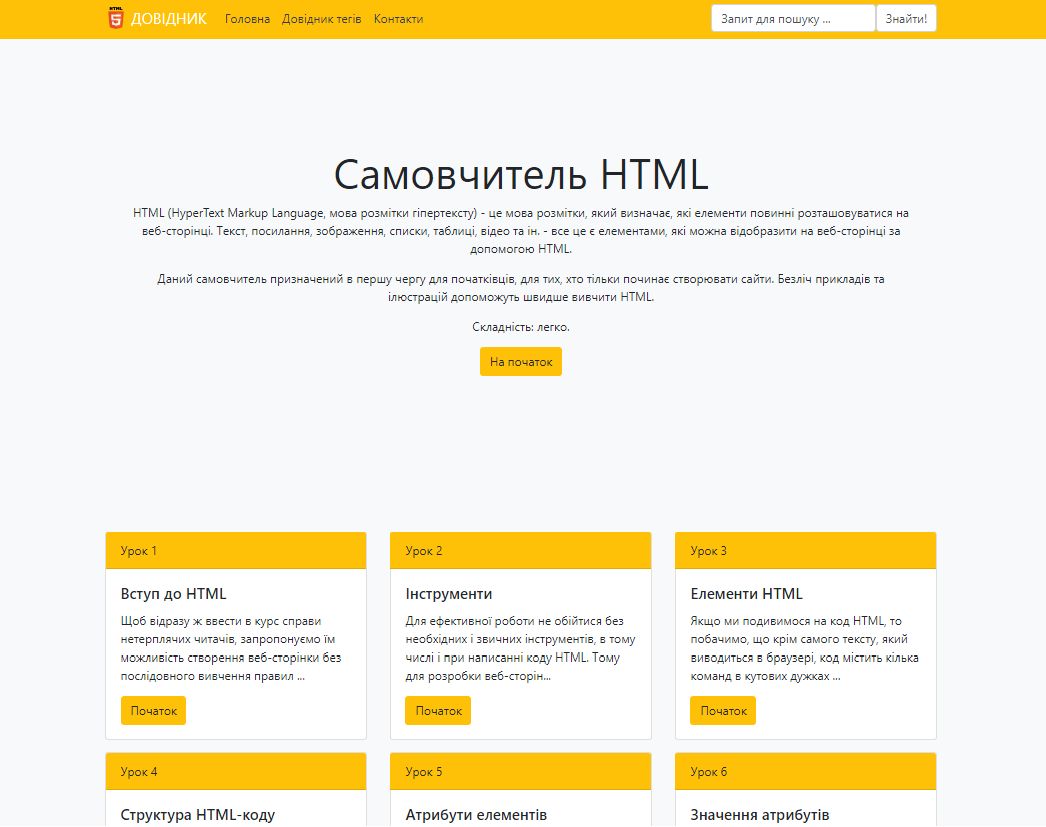 HTML
ДОВІДНИК Головна Довідник тегів Контакти Запит для пошуку ... Знайти!
Самовчитель HTML
HTML (HyperText Markup Language, мова розмітки гіпертексту) - це мова розмітки, який визначає, які елементи повинні розташовуватися на
веб-сторінці. Текст, посилання, зображення, списки, таблиці, відео та ін. - все це є елементами, які можна відобразити на веб-сторінці за
допомогою HTML.
Даний самовчитель призначений в першу чергу для початківців, для тих, хто тільки починає створювати сайти. Безліч прикладів та
ілюстрацій допоможуть швидше вивчити HTML.
Складність: легко.
На початок
Урок 1
Вступ до HTML
Щоб відразу ж ввести в курс справи
нетерплячих читачів, запропонуємо їм
можливість створення веб-сторінки без
послідовного вивчення правил ...
Початок
Урок 2
Інструменти
Для ефективної роботи не обійтися без
необхідних і звичних інструментів, в тому
числі і при написанні коду HTML. Тому
для розробки веб-сторін...
Початок
Урок 3
Елементи HTML
Якщо ми подивимося на код HTML, то
побачимо, що крім самого тексту, який
виводиться в браузері, код містить кілька
команд в кутових дужках ...
Початок
Урок 4
Структура HTML-коду
Урок 5
Атрибути елементів
Урок 6
Значення атрибутів